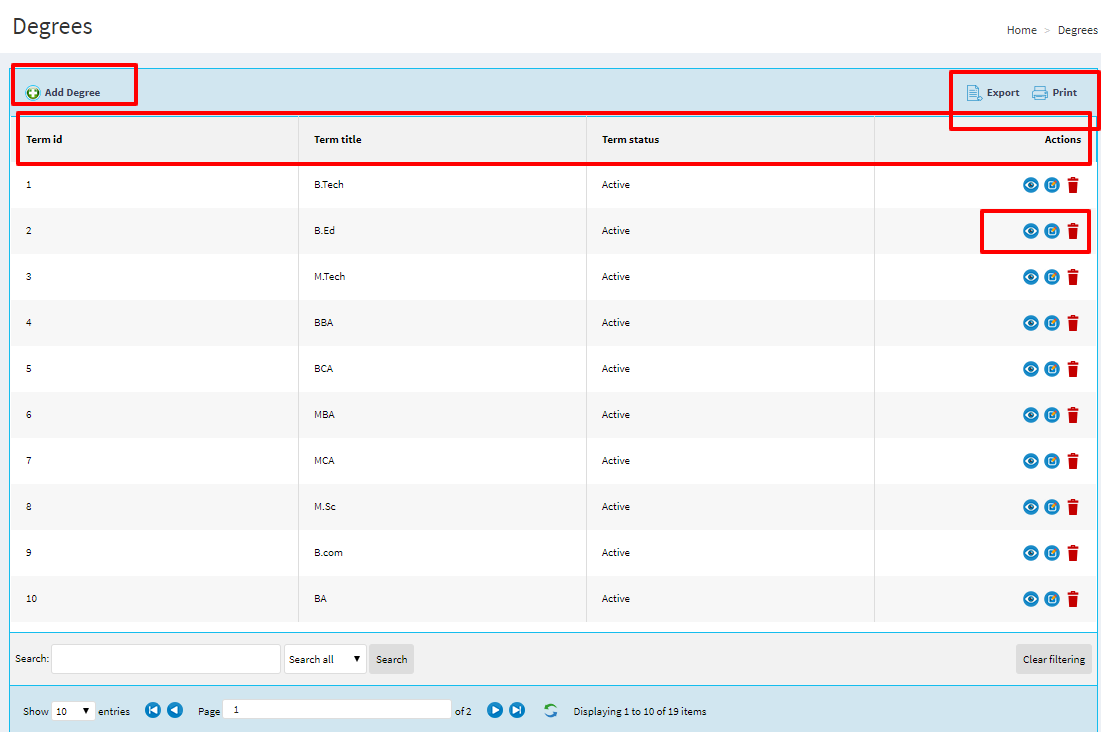 Degrees
Home > Degrees
Add Degree Export Print
Term id Term title Term status Actions
1 B.Tech Active
2 B.Ed Active
3 M.Tech Active
4 BBA Active
5 BCA Active
6 MBA Active
7 MCA Active
8 M.Sc Active
9 B.com Active
10 BA Active
Search: Search all Search Clear filtering
Show 10 entries Page 1 of 2 Displaying 1 to 10 of 19 items